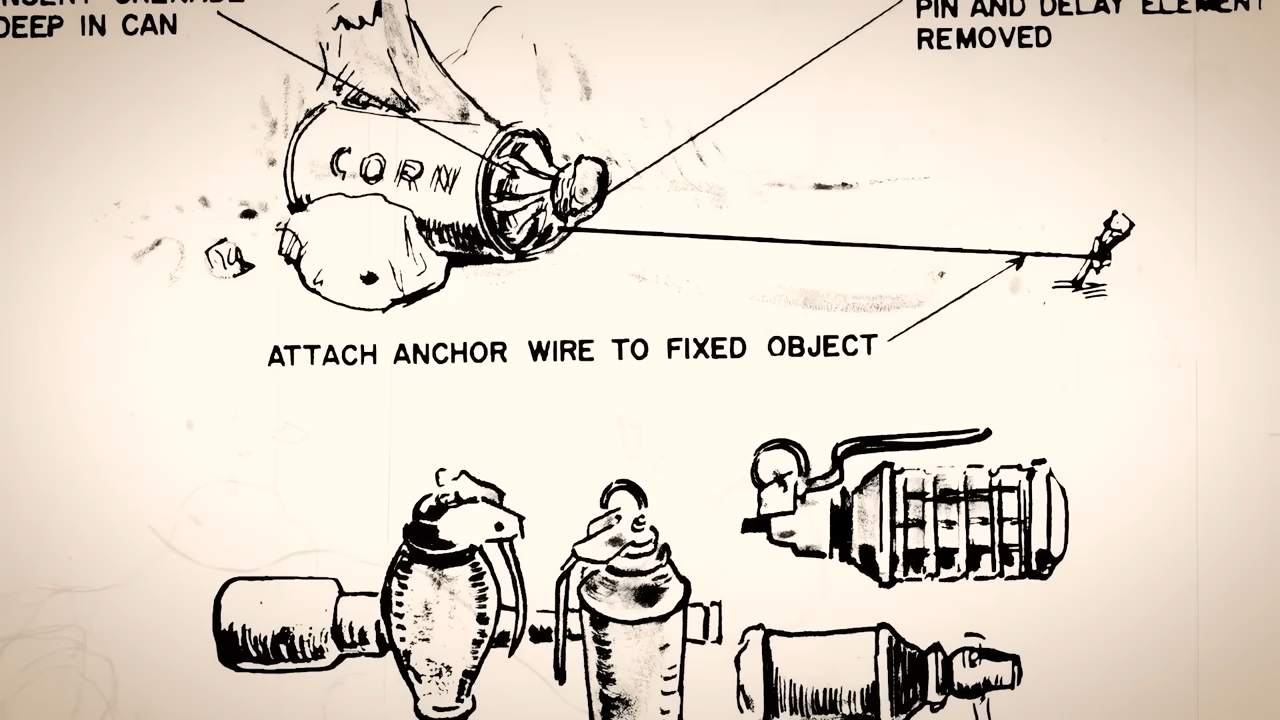 DEEP IN CAN
PIN AND DELAY ELEMENT
REMOVED
CORN
ATTACH ANCHOR WIRE TO FIXED OBJECT